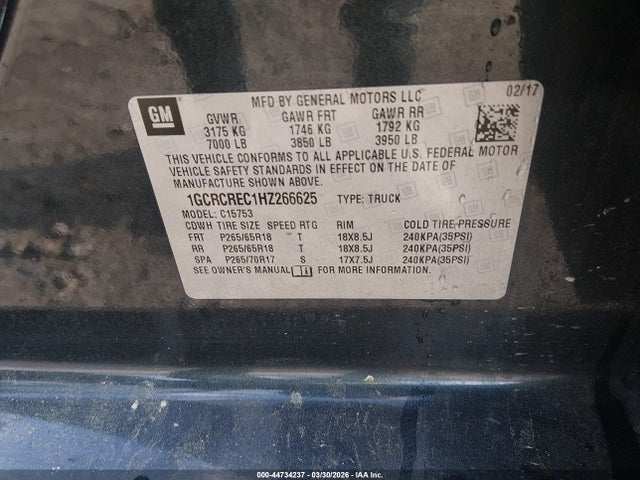 GM
MFD BY GENERAL MOTORS LLC 02/17
GVWR GAWR FRT GAWR RR
3175 KG 1746 KG 1792 KG
7000 LB 3850 LB 3950 LB
THIS VEHICLE CONFORMS TO ALL APPLICABLE U.S. FEDERAL MOTOR
VEHICLE SAFETY STANDARDS IN EFFECT ON THE DATE OF
MANUFACTURE SHOWN ABOVE.
1GCRCREC1HZ266625 TYPE: TRUCK
MODEL: C15753
CDWH TIRE SIZE SPEED RTG RIM COLD TIRE PRESSURE
FRT P265/65R18 T 18X8.5J 240KPA(35PSI)
RR P265/65R18 T 18X8.5J 240KPA(35PSI)
SPA P265/70R17 S 17X7.5J 240KPA(35PSI)
SEE OWNER'S MANUAL FOR MORE INFORMATION.
000-44734237 - 03/30/2026 - IAA Inc.